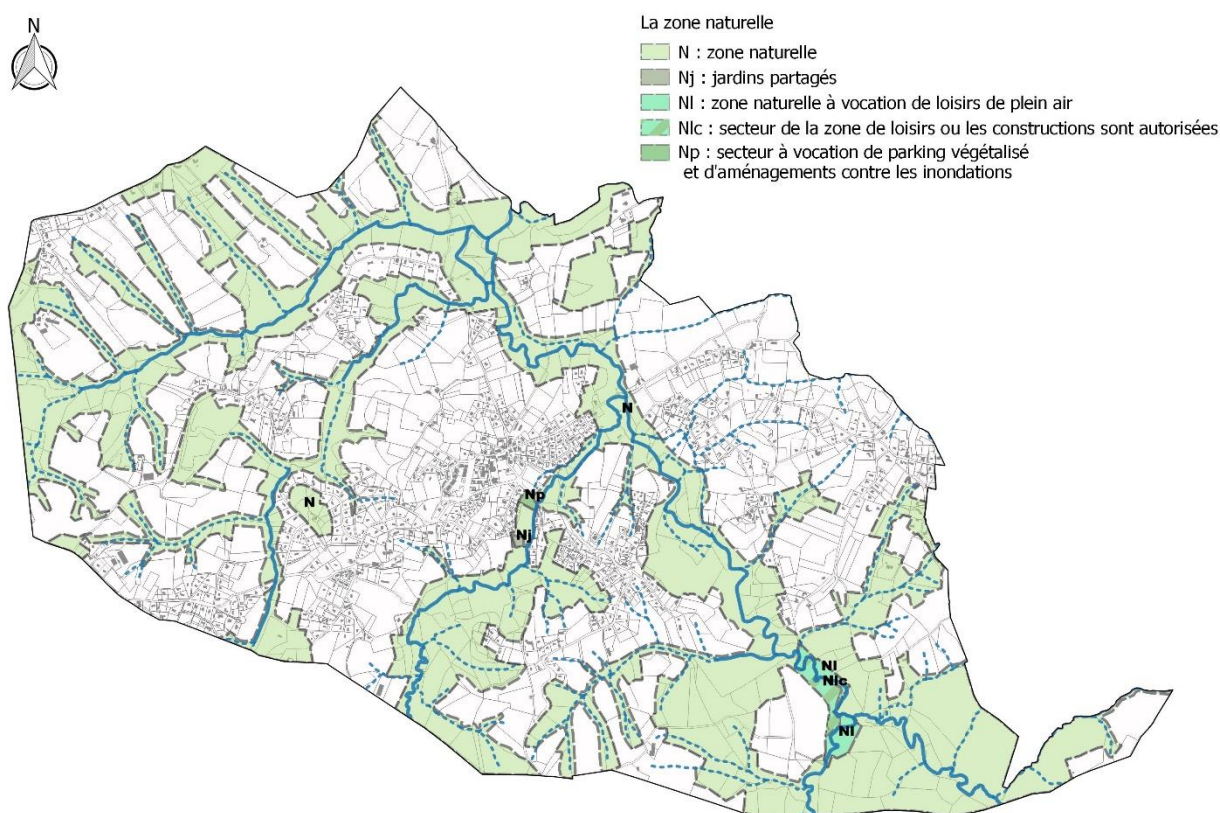 N
La zone naturelle
N : zone naturelle
Nj : jardins partagés
Nl : zone naturelle à vocation de loisirs de plein air
Nlc : secteur de la zone de loisirs ou les constructions sont autorisées
Np : secteur à vocation de parking végétalisé
et d'aménagements contre les inondations
N
N
Np
Nj
Nl
Nlc
Nl